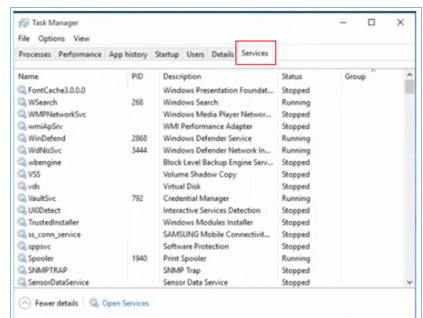 Task Manager
File Options View
Processes Performance App history Startup Users Details Services
Name PID Description Status Group
FontCache3.0.0.0 Windows Presentation Foundat... Stopped
WSearch 268 Windows Search Running
WMPNetworkSvc Windows Media Player Networ... Stopped
wmiApSrv WMI Performance Adapter Stopped
WinDefend 2868 Windows Defender Service Running
WdNisSvc 3444 Windows Defender Network In... Running
wbengine Block Level Backup Engine Serv... Stopped
VSS Volume Shadow Copy Stopped
vds Virtual Disk Stopped
VaultSvc 792 Credential Manager Running
UI0Detect Interactive Services Detection Stopped
TrustedInstaller Windows Modules Installer Stopped
ss_conn_service SAMSUNG Mobile Connectivit... Stopped
sppsvc Software Protection Stopped
Spooler 1940 Print Spooler Running
SNMPTRAP SNMP Trap Stopped
SensorDataService Sensor Data Service Stopped
Fewer details Open Services